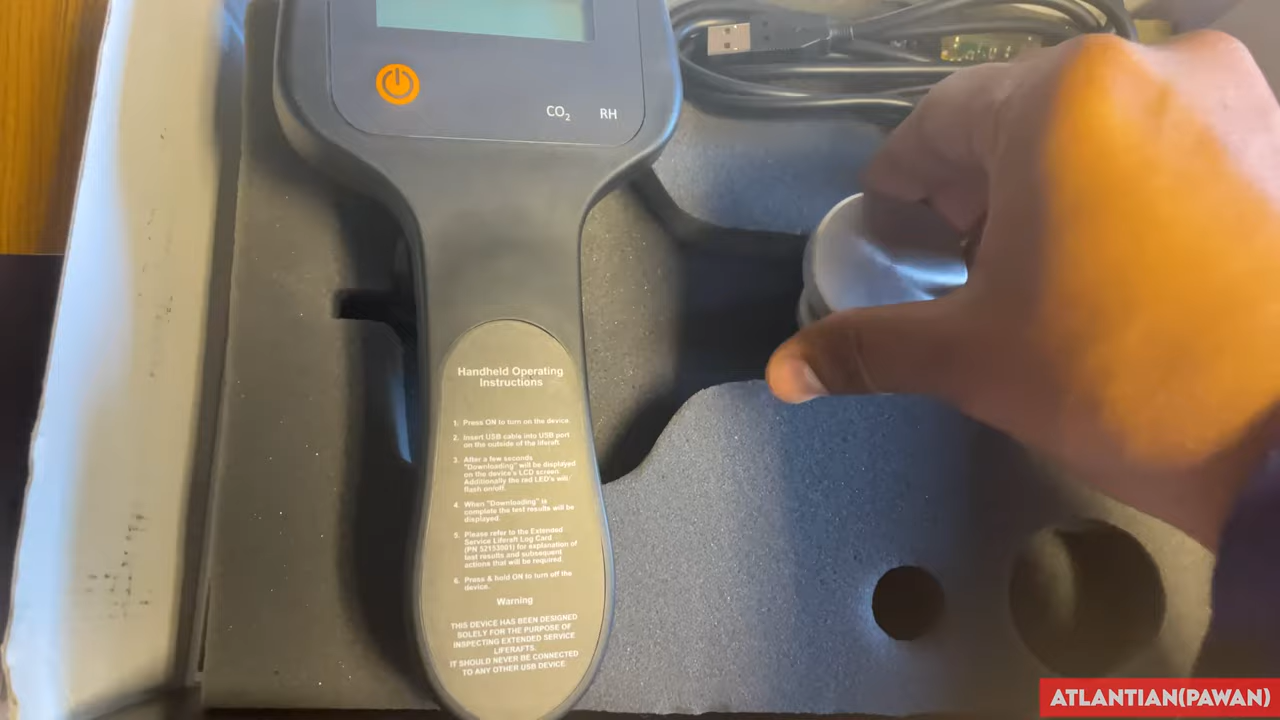 CO₂ RH
Handheld Operating
Instructions
1. Press ON to turn on the device.
2. Insert USB cable into USB port
on the outside of the liferaft.
3. After a few seconds
"Downloading" will be displayed
on the device's LCD screen.
Additionally the red LED's will
flash on/off.
4. When "Downloading" is
complete the test results will be
displayed.
5. Please refer to the Extended
Service Liferaft Log Card
(PN 52153901) for explanation of
test results and subsequent
actions that will be required.
6. Press & hold ON to turn off the
device.
Warning
THIS DEVICE HAS BEEN DESIGNED
SOLELY FOR THE PURPOSE OF
INSPECTING EXTENDED SERVICE
LIFERAFTS.
IT SHOULD NEVER BE CONNECTED
TO ANY OTHER USB DEVICE.
ATLANTIAN(PAWAN)